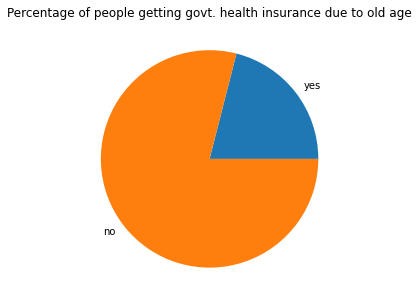 Percentage of people getting govt. health insurance due to old age
yes
no